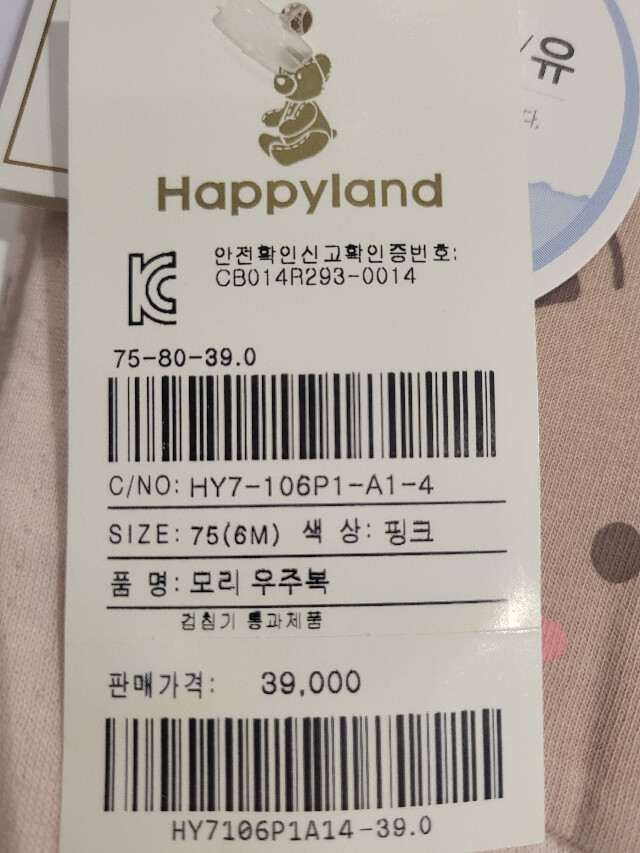 Happyland
안전확인신고확인증번호:
CB014R293-0014
75-80-39.0
C/NO: HY7-106P1-A1-4
SIZE: 75(6M) 색 상: 핑크
품 명: 모리 우주복
검침기 통과제품
판매가격: 39,000
HY7106P1A14-39.0
/유
다.